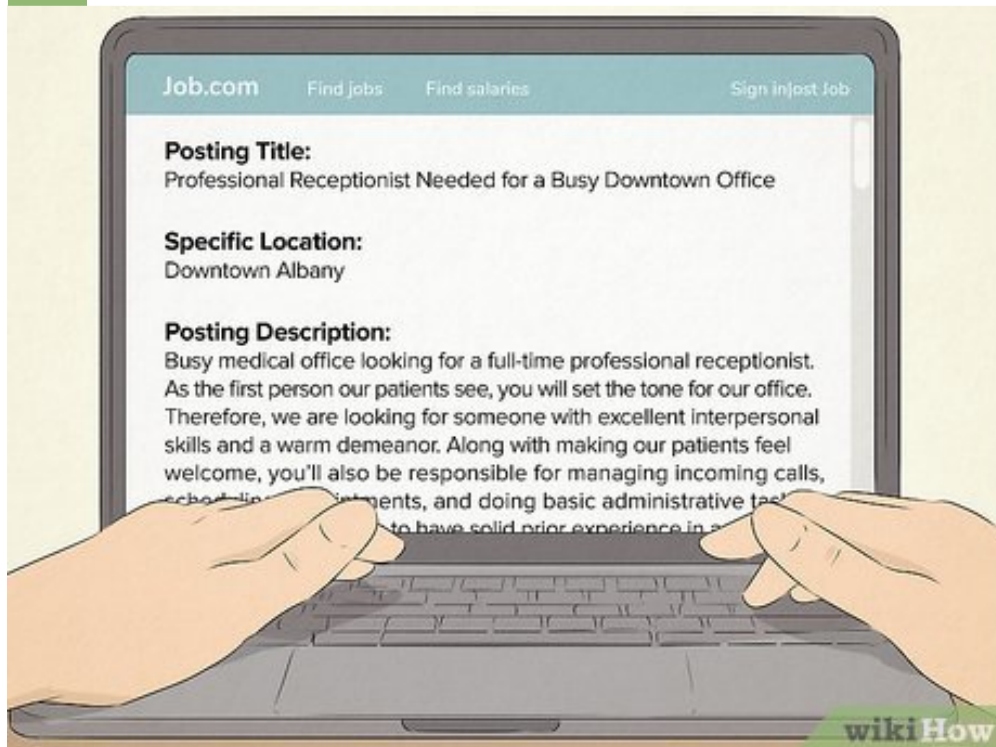 Job.com Find jobs Find salaries Sign in|ost Job
Posting Title:
Professional Receptionist Needed for a Busy Downtown Office
Specific Location:
Downtown Albany
Posting Description:
Busy medical office looking for a full-time professional receptionist.
As the first person our patients see, you will set the tone for our office.
Therefore, we are looking for someone with excellent interpersonal
skills and a warm demeanor. Along with making our patients feel
welcome, you'll also be responsible for managing incoming calls,
and doing basic administrative
to have solid prior experience in
wikiHow